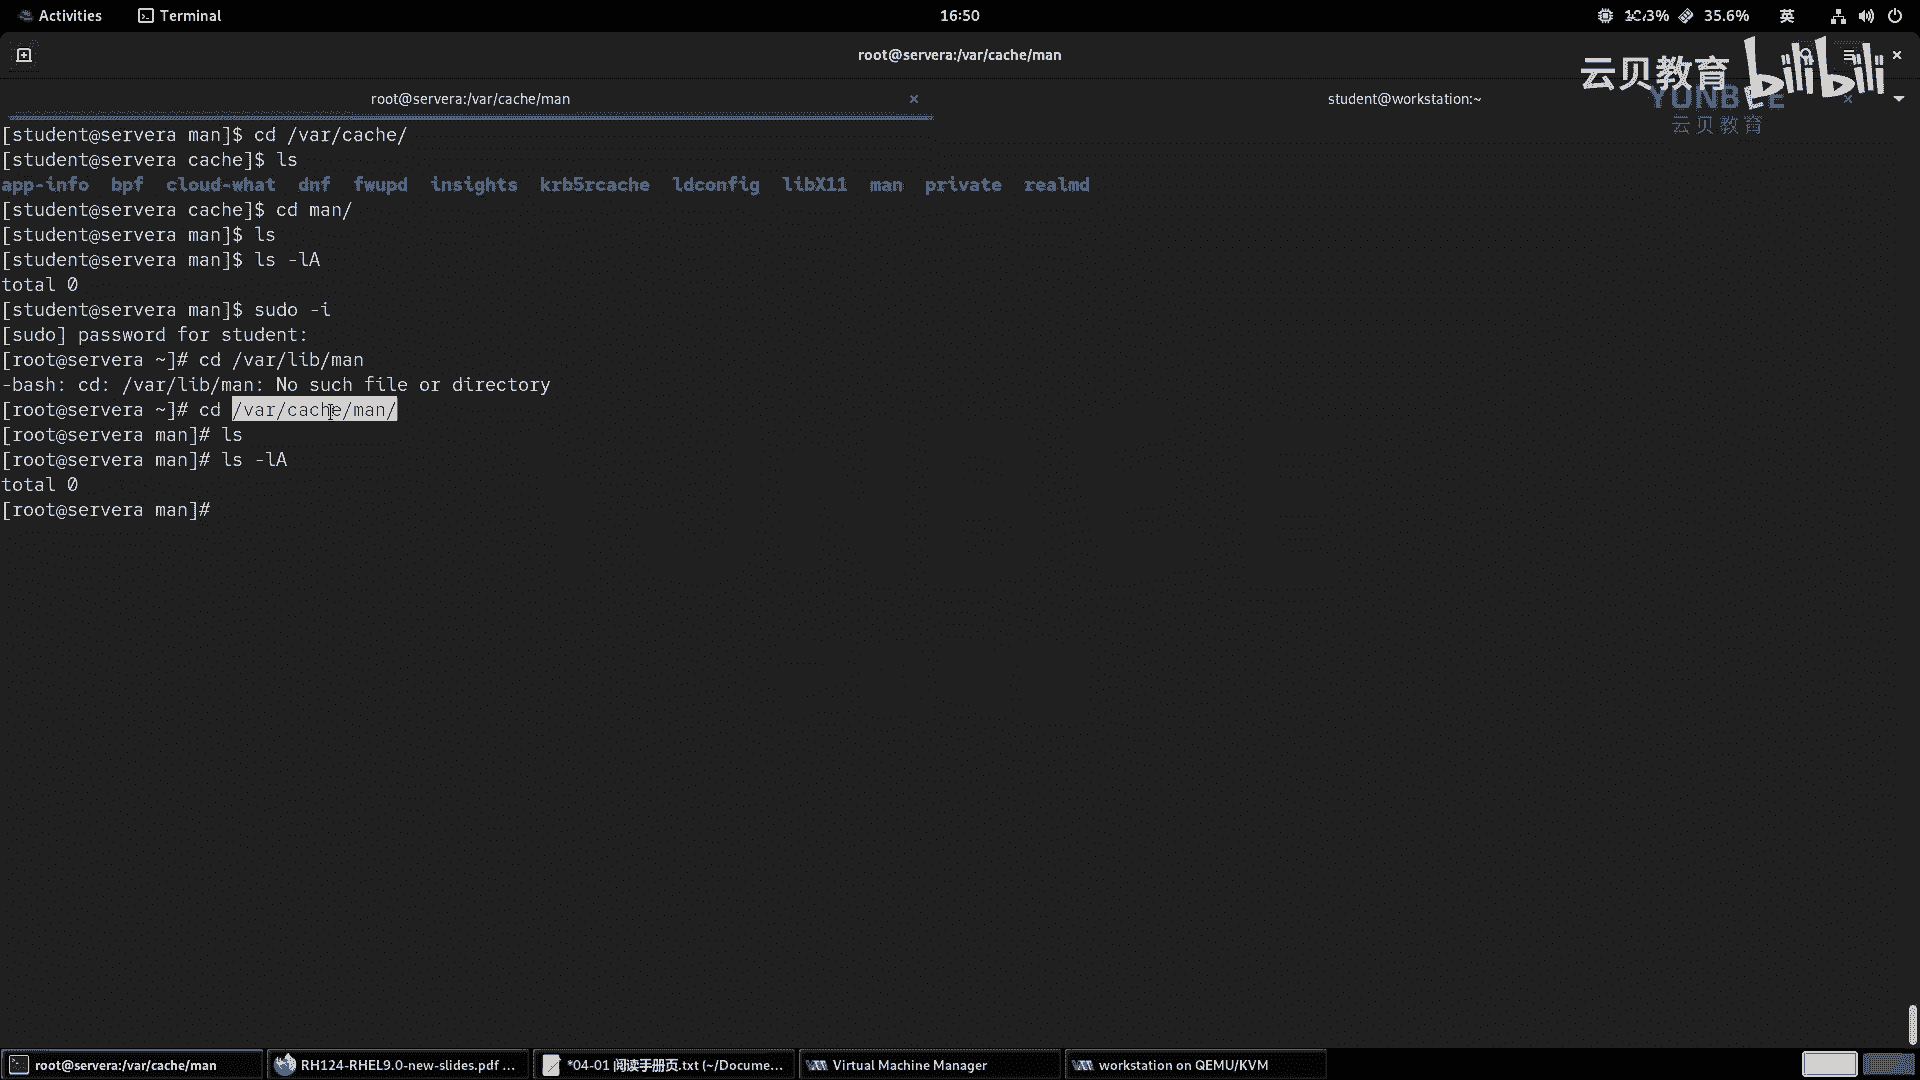 Activities Terminal 16:50 35.6% 英
root@servera:/var/cache/man
云贝教育 bilibili
root@servera:/var/cache/man × student@workstation:~ ×
云贝教育
[student@servera man]$ cd /var/cache/
[student@servera cache]$ ls
app-info bpf cloud-what dnf fwupd insights krb5rcache ldconfig libX11 man private realmd
[student@servera cache]$ cd man/
[student@servera man]$ ls
[student@servera man]$ ls -lA
total 0
[student@servera man]$ sudo -i
[sudo] password for student:
[root@servera ~]# cd /var/lib/man
-bash: cd: /var/lib/man: No such file or directory
[root@servera ~]# cd /var/cache/man/
[root@servera man]# ls
[root@servera man]# ls -lA
total 0
[root@servera man]#
root@servera:/var/cache/man RH124-RHEL9.0-new-slides.pdf ... *04-01 阅读手册页.txt (~/Docume... Virtual Machine Manager workstation on QEMU/KVM